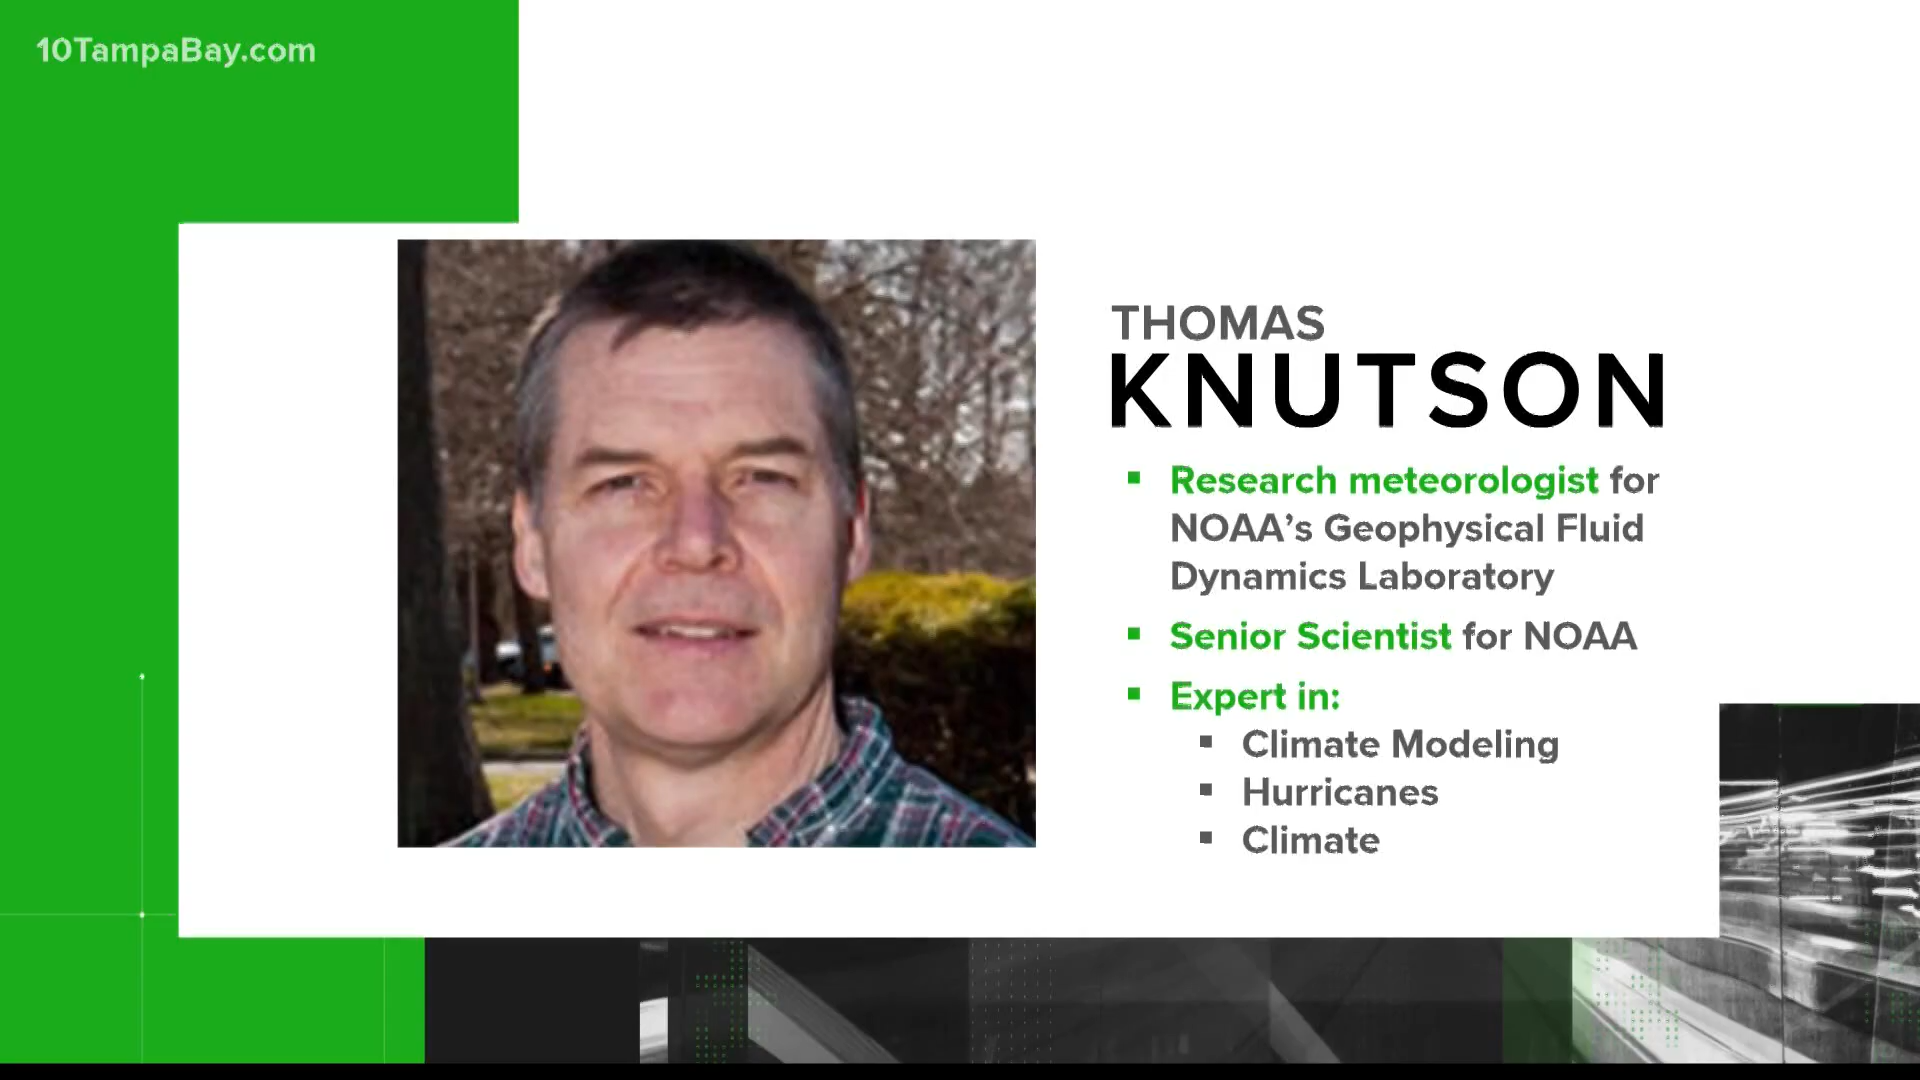 10TampaBay.com
THOMAS
KNUTSON
▪ Research meteorologist for
NOAA’s Geophysical Fluid
Dynamics Laboratory
▪ Senior Scientist for NOAA
▪ Expert in:
▪ Climate Modeling
▪ Hurricanes
▪ Climate